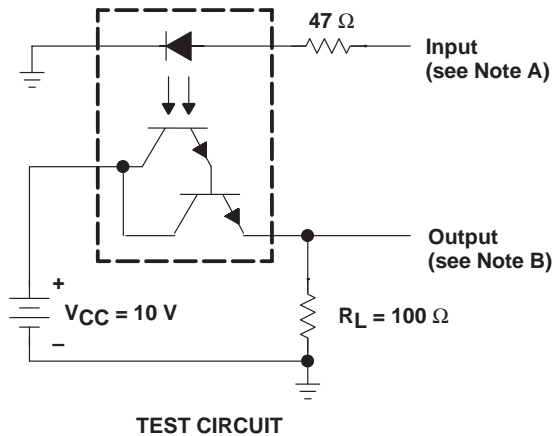 47 Ω
Input
(see Note A)
Output
(see Note B)
+
VCC = 10 V
–
RL = 100 Ω
TEST CIRCUIT